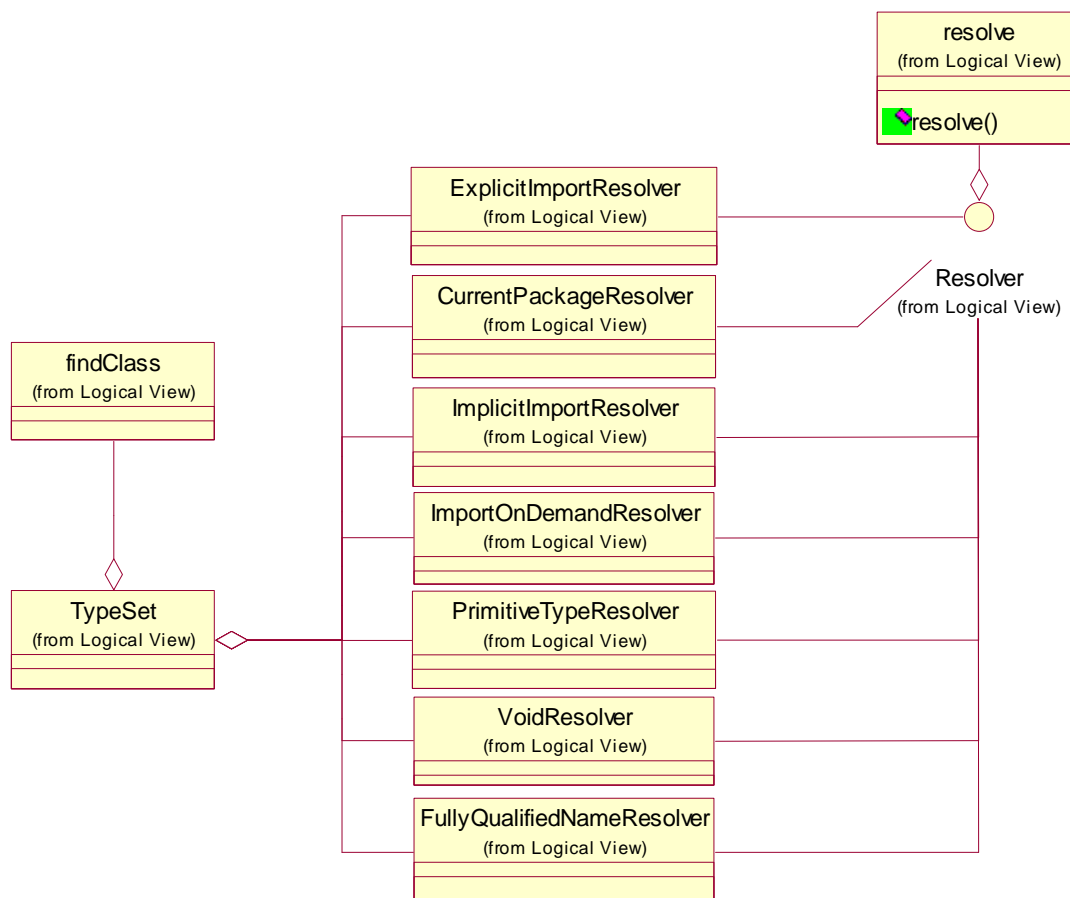 resolve
(from Logical View)
resolve()
ExplicitImportResolver
(from Logical View)
CurrentPackageResolver
(from Logical View)
Resolver
(from Logical View)
findClass
(from Logical View)
ImplicitImportResolver
(from Logical View)
ImportOnDemandResolver
(from Logical View)
TypeSet
(from Logical View)
PrimitiveTypeResolver
(from Logical View)
VoidResolver
(from Logical View)
FullyQualifiedNameResolver
(from Logical View)